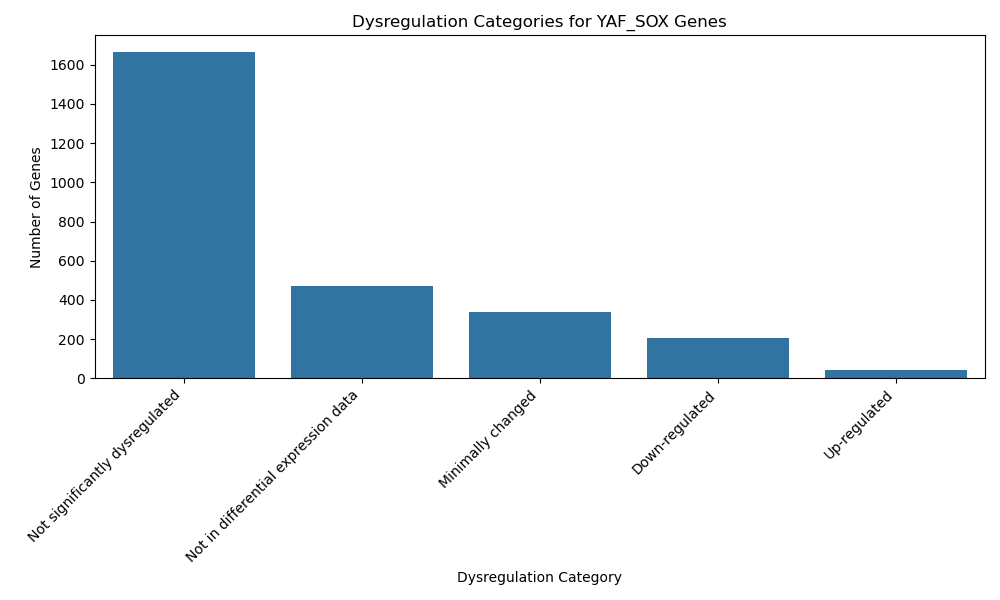 Dysregulation Categories for YAF_SOX Genes
Number of Genes
1600
1400
1200
1000
800
600
400
200
0
Not significantly dysregulated
Not in differential expression data
Minimally changed
Down-regulated
Up-regulated
Dysregulation Category